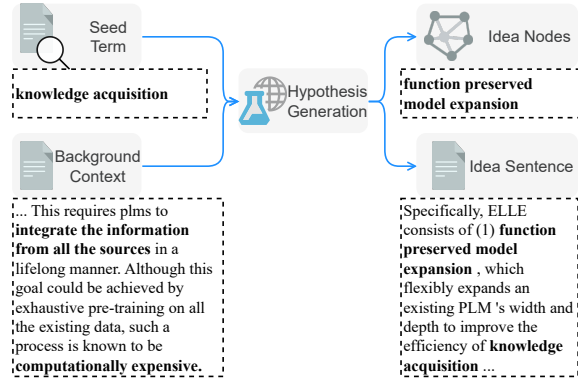 Seed
Term
knowledge acquisition
Background
Context
... This requires plms to
integrate the information
from all the sources in a
lifelong manner. Although this
goal could be achieved by
exhaustive pre-training on all
the existing data, such a
process is known to be
computationally expensive.
Hypothesis
Generation
Idea Nodes
function preserved
model expansion
Idea Sentence
Specifically, ELLE
consists of (1) function
preserved model
expansion , which
flexibly expands an
existing PLM 's width and
depth to improve the
efficiency of knowledge
acquisition ...